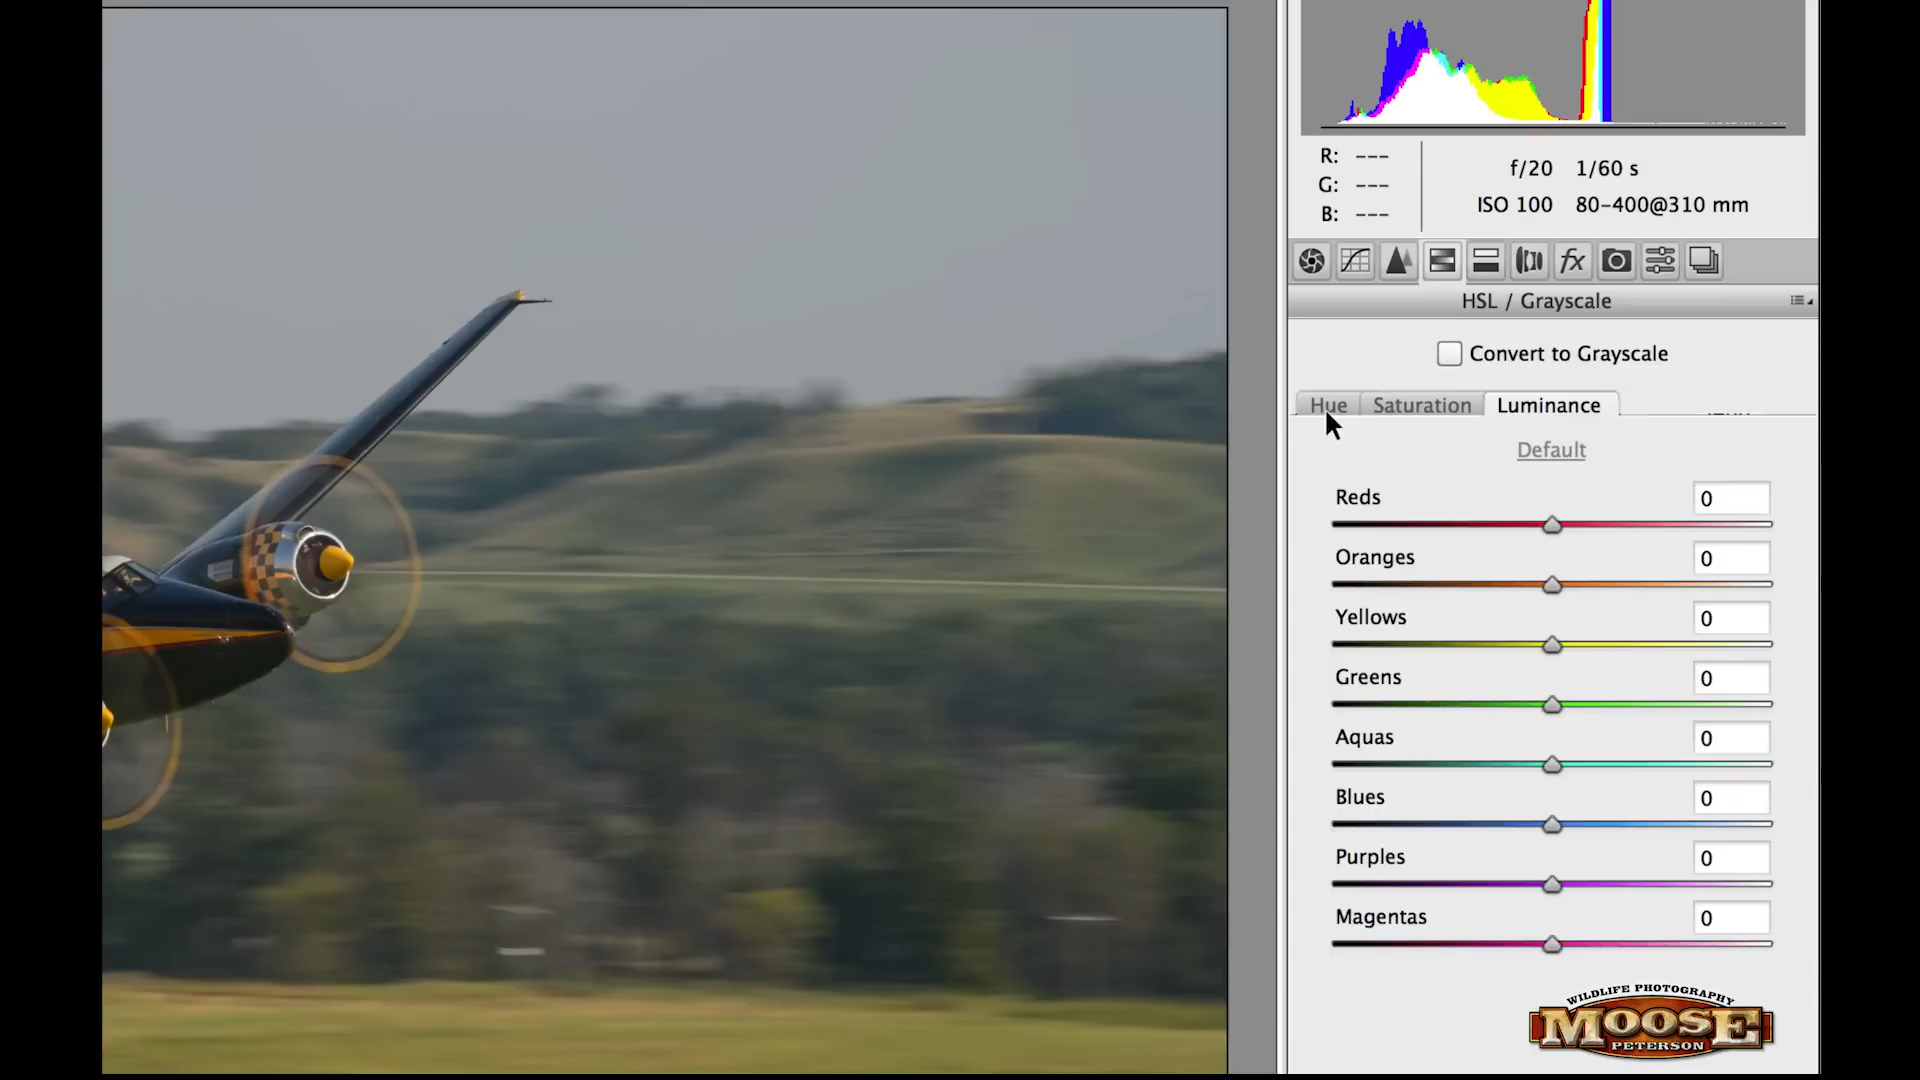 R: ---
G: ---
B: ---
f/20 1/60 s
ISO 100 80-400@310 mm
fx
HSL / Grayscale
Convert to Grayscale
Hue Saturation Luminance
Default
Reds 0
Oranges 0
Yellows 0
Greens 0
Aquas 0
Blues 0
Purples 0
Magentas 0
WILDLIFE PHOTOGRAPHY
MOOSE
PETERSON